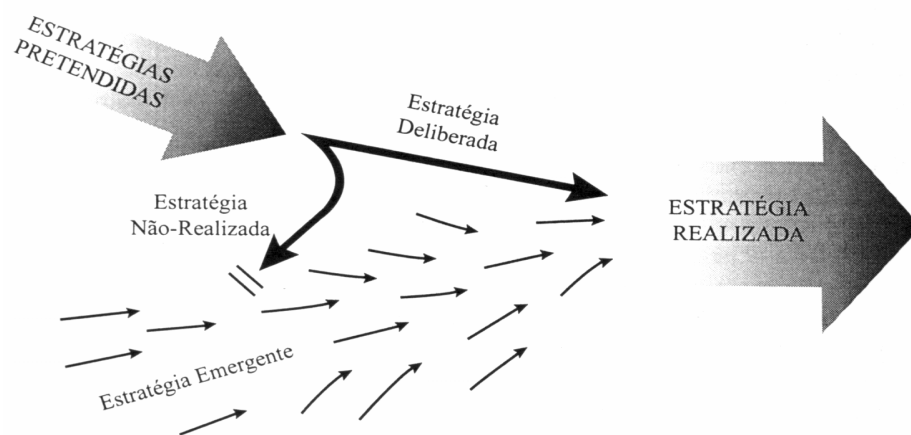 ESTRATÉGIAS
PRETENDIDAS
Estratégia
Deliberada
Estratégia
Não-Realizada
ESTRATÉGIA
REALIZADA
Estratégia Emergente